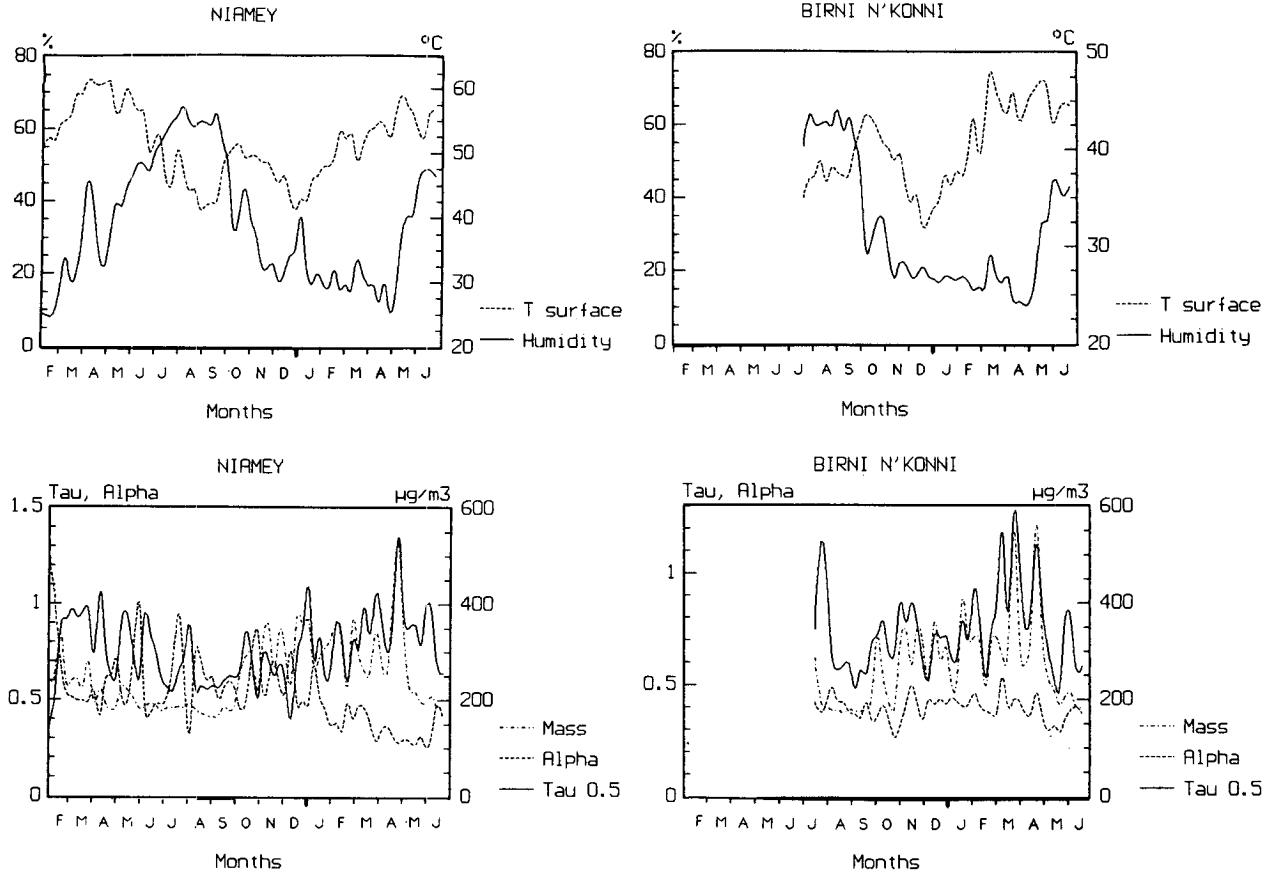 NIAMEY
% °C
80
60
60
50
40
40
20
30
0
20
T surface
Humidity
F M A M J J A S O N D J F M A M J
Months
BIRNI N'KONNI
% °C
80
50
60
40
40
30
20
0
20
T surface
Humidity
F M A M J J A S O N D J F M A M J
Months
NIAMEY
Tau, Alpha µg/m3
1.5
600
1
400
0.5
200
0
0
Mass
Alpha
Tau 0.5
F M A M J J A S O N D J F M A M J
Months
BIRNI N'KONNI
Tau, Alpha µg/m3
600
1
400
0.5
200
0
0
Mass
Alpha
Tau 0.5
F M A M J J A S O N D J F M A M J
Months